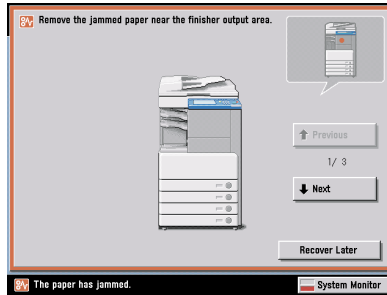 Remove the jammed paper near the finisher output area.
Previous
1/ 3
Next
Recover Later
The paper has jammed.
System Monitor